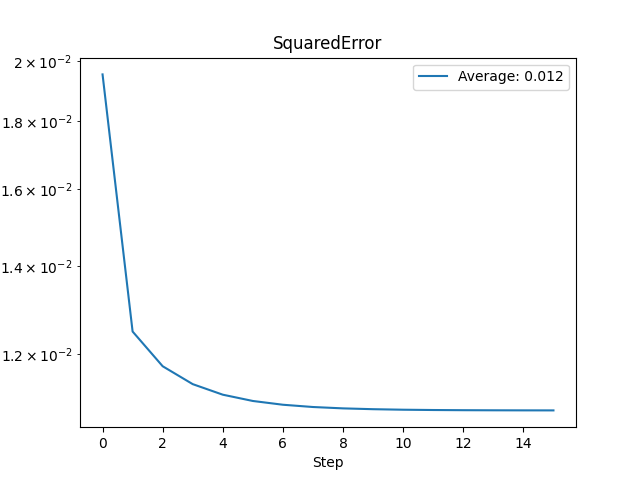 SquaredError
Average: 0.012
2 × 10⁻²
1.8 × 10⁻²
1.6 × 10⁻²
1.4 × 10⁻²
1.2 × 10⁻²
0 2 4 6 8 10 12 14
Step